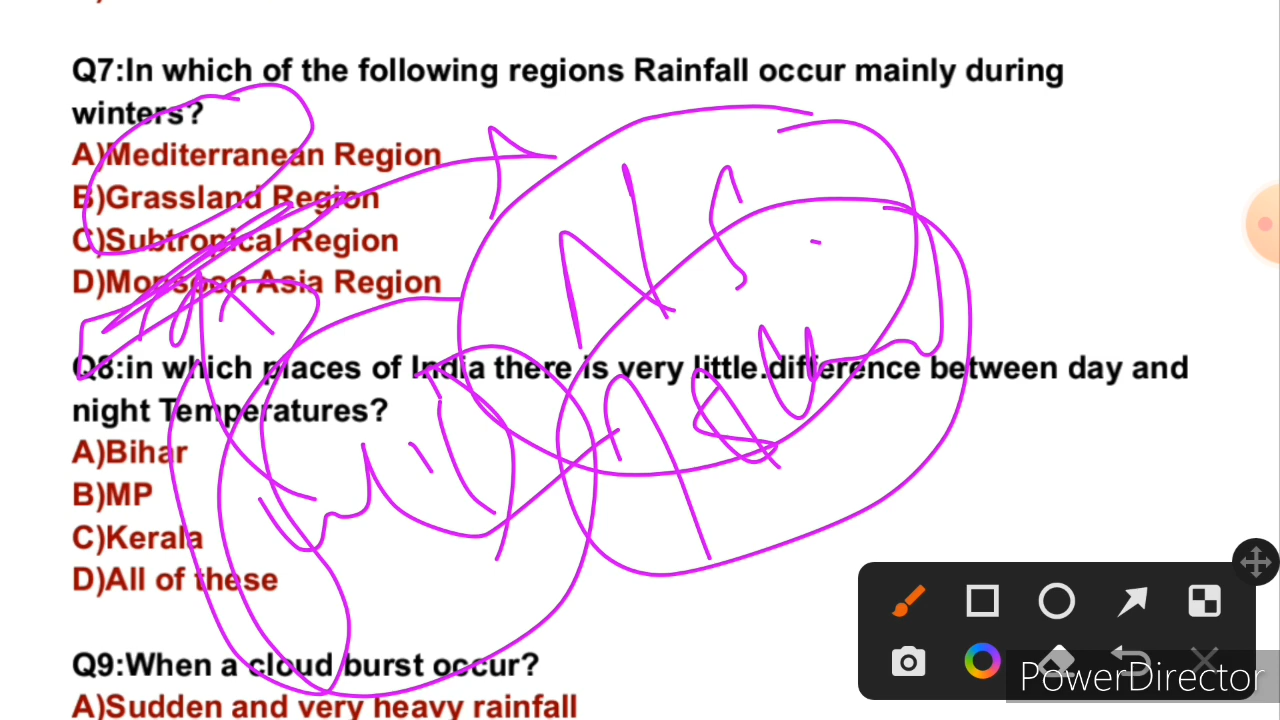 Q7:In which of the following regions Rainfall occur mainly during
winters?
A)Mediterranean Region
B)Grassland Region
C)Subtropical Region
D)Monsoon Asia Region
Q8:in which places of India there is very little.difference between day and
night Temperatures?
A)Bihar
B)MP
C)Kerala
D)All of these
Q9:When a cloud burst occur?
A)Sudden and very heavy rainfall
PowerDirector